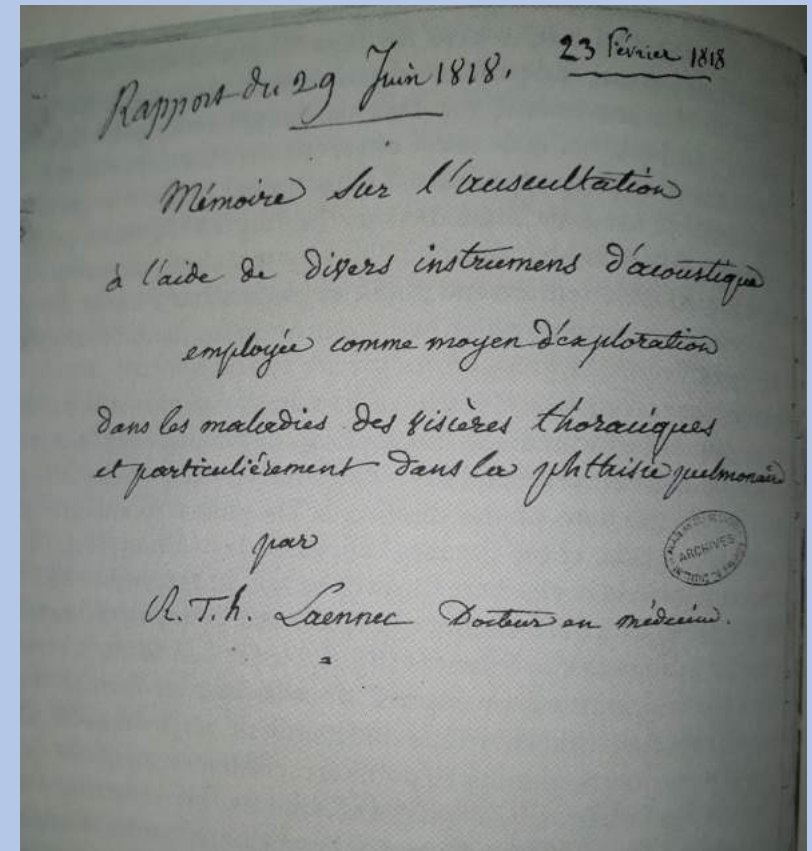 23 Février 1818
Rapport du 29 Juin 1818.
Mémoire sur l'auscultation
à l'aide de divers instrumens d'acoustique
employée comme moyen d'exploration
dans les maladies des viscères thoraciques
et particulièrement dans la phthisie pulmonaire
par
R. T. h. Laennec Docteur en médecine.
ARCHIVES